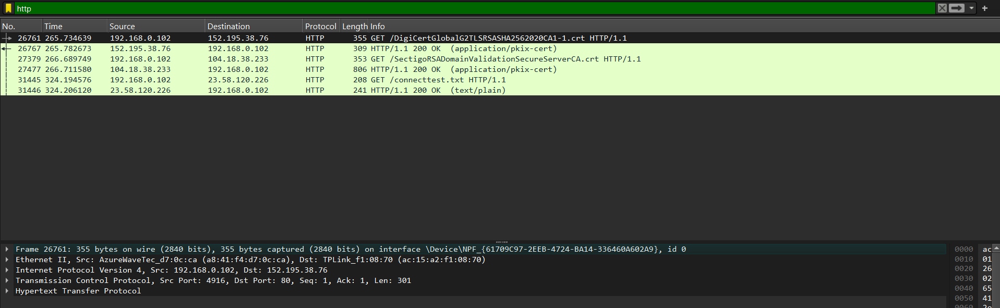 http
No. Time Source Destination Protocol Length Info
26761 265.734639 192.168.0.102 152.195.38.76 HTTP 355 GET /DigiCertGlobalG2TLSRSASHA2562020CA1-1.crt HTTP/1.1
26767 265.782673 152.195.38.76 192.168.0.102 HTTP 309 HTTP/1.1 200 OK (application/pkix-cert)
27379 266.689749 192.168.0.102 104.18.38.233 HTTP 353 GET /SectigoRSADomainValidationSecureServerCA.crt HTTP/1.1
27477 266.711580 104.18.38.233 192.168.0.102 HTTP 806 HTTP/1.1 200 OK (application/pkix-cert)
31445 324.194576 192.168.0.102 23.58.120.226 HTTP 208 GET /connecttest.txt HTTP/1.1
31446 324.206120 23.58.120.226 192.168.0.102 HTTP 241 HTTP/1.1 200 OK (text/plain)
Frame 26761: 355 bytes on wire (2840 bits), 355 bytes captured (2840 bits) on interface \Device\NPF_{61709C97-2EEB-4724-BA14-336460A602A9}, id 0
Ethernet II, Src: AzureWaveTec_d7:0c:ca (a8:41:f4:d7:0c:ca), Dst: TPLink_f1:08:70 (ac:15:a2:f1:08:70)
Internet Protocol Version 4, Src: 192.168.0.102, Dst: 152.195.38.76
Transmission Control Protocol, Src Port: 4916, Dst Port: 80, Seq: 1, Ack: 1, Len: 301
Hypertext Transfer Protocol
0000 ac
0010 01
0020 26
0030 02
0040 65
0050 41